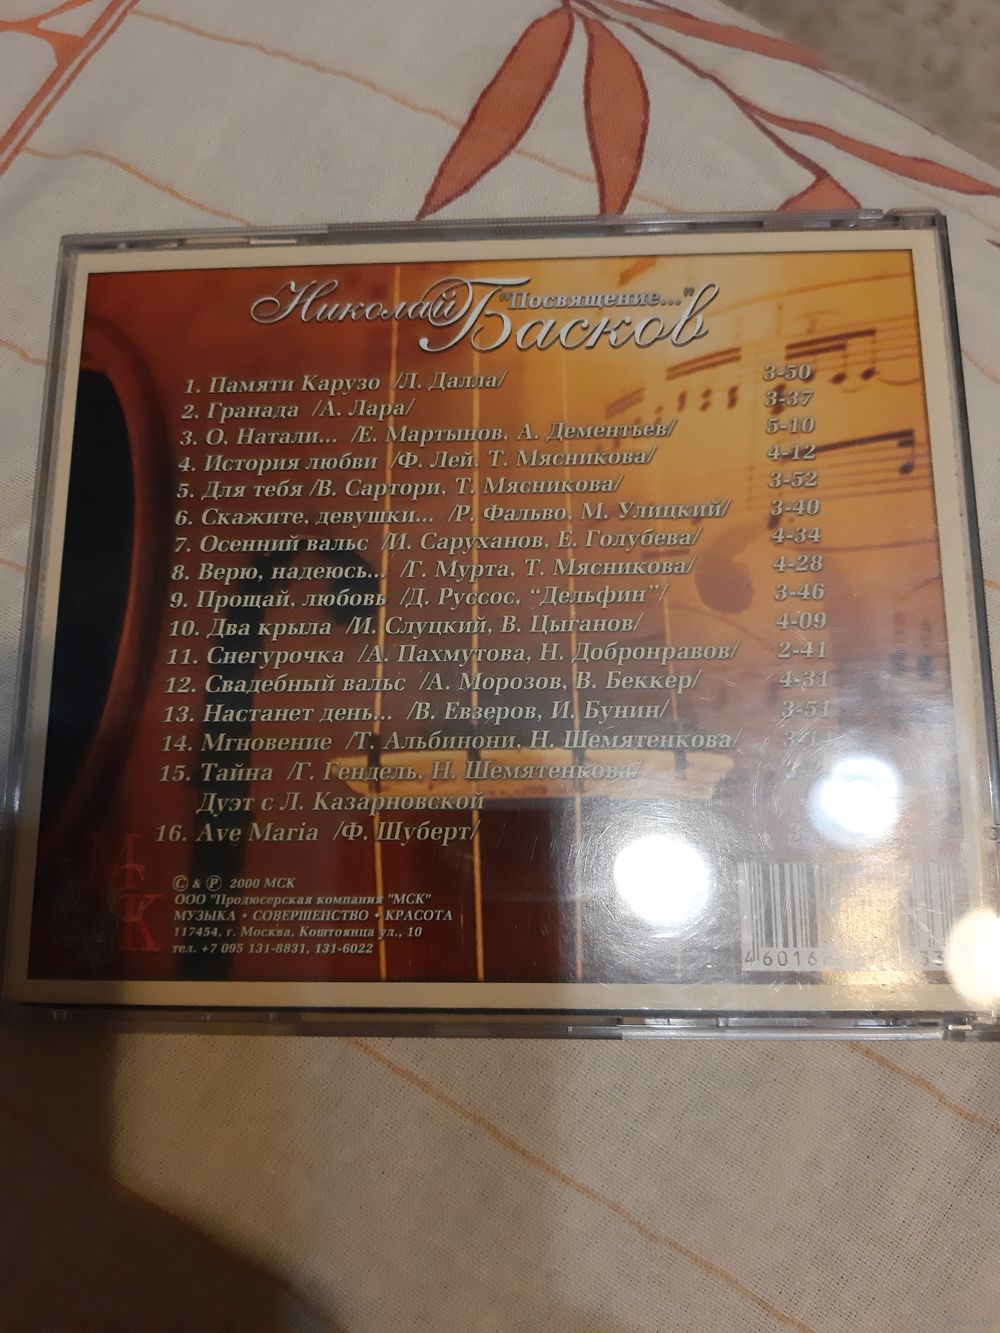 Николай Басков
"Посвящение..."
1. Памяти Карузо /Л. Далла/ 3-50
2. Гранада /А. Лара/ 3-37
3. О, Натали... /Е. Мартынов, А. Дементьев/ 5-10
4. История любви /Ф. Лей, Т. Мясникова/ 4-12
5. Для тебя /В. Сартори, Т. Мясникова/ 3-52
6. Скажите, девушки... /Р. Фальво, М. Улицкий/ 3-40
7. Осенний вальс /И. Саруханов, Е. Голубева/ 4-34
8. Верю, надеюсь... /Г. Мурта, Т. Мясникова/ 4-28
9. Прощай, любовь /Д. Руссос, “Дельфин”/ 3-46
10. Два крыла /И. Слуцкий, В. Цыганов/ 4-09
11. Снегурочка /А. Пахмутова, Н. Добронравов/ 2-41
12. Свадебный вальс /А. Морозов, В. Беккер/ 4-31
13. Настанет день... /В. Евзеров, И. Бунин/ 3-51
14. Мгновение /Т. Альбинони, Н. Шемятенкова/
15. Тайна /Г. Гендель, Н. Шемятенкова/
Дуэт с Л. Казарновской
16. Ave Maria /Ф. Шуберт/
МСК
© & ℗ 2000 МСК
ООО "Продюсерская компания "МСК"
МУЗЫКА • СОВЕРШЕНСТВО • КРАСОТА
117454, г. Москва, Коштоянца ул., 10
тел. +7 095 131-8831, 131-6022